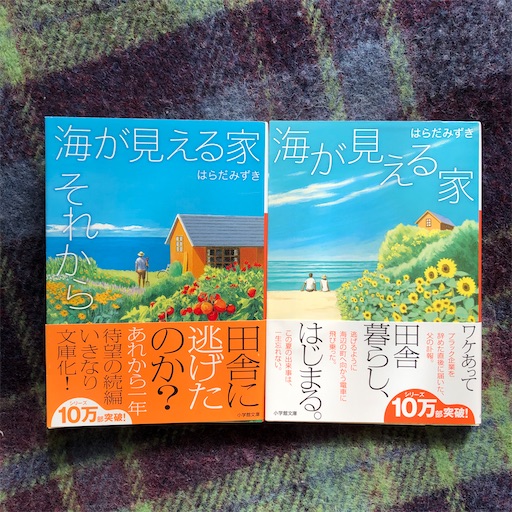 海が見える家
それから
はらだみずき
田舎に
逃げた
のか?
あれから一年
待望の続編
いきなり
文庫化!
シリーズ
10万部突破!
小学館文庫
はらだみずき
海が見える家
ワケあって
田舎
暮らし、
はじまる。
ブラック企業を
辞めた直後に届いた、
父の訃報。
逃げるように
海辺の町へ向かう電車に
飛び乗った。
この夏の出来事は、
一生忘れない。
シリーズ
10万部突破!
小学館文庫